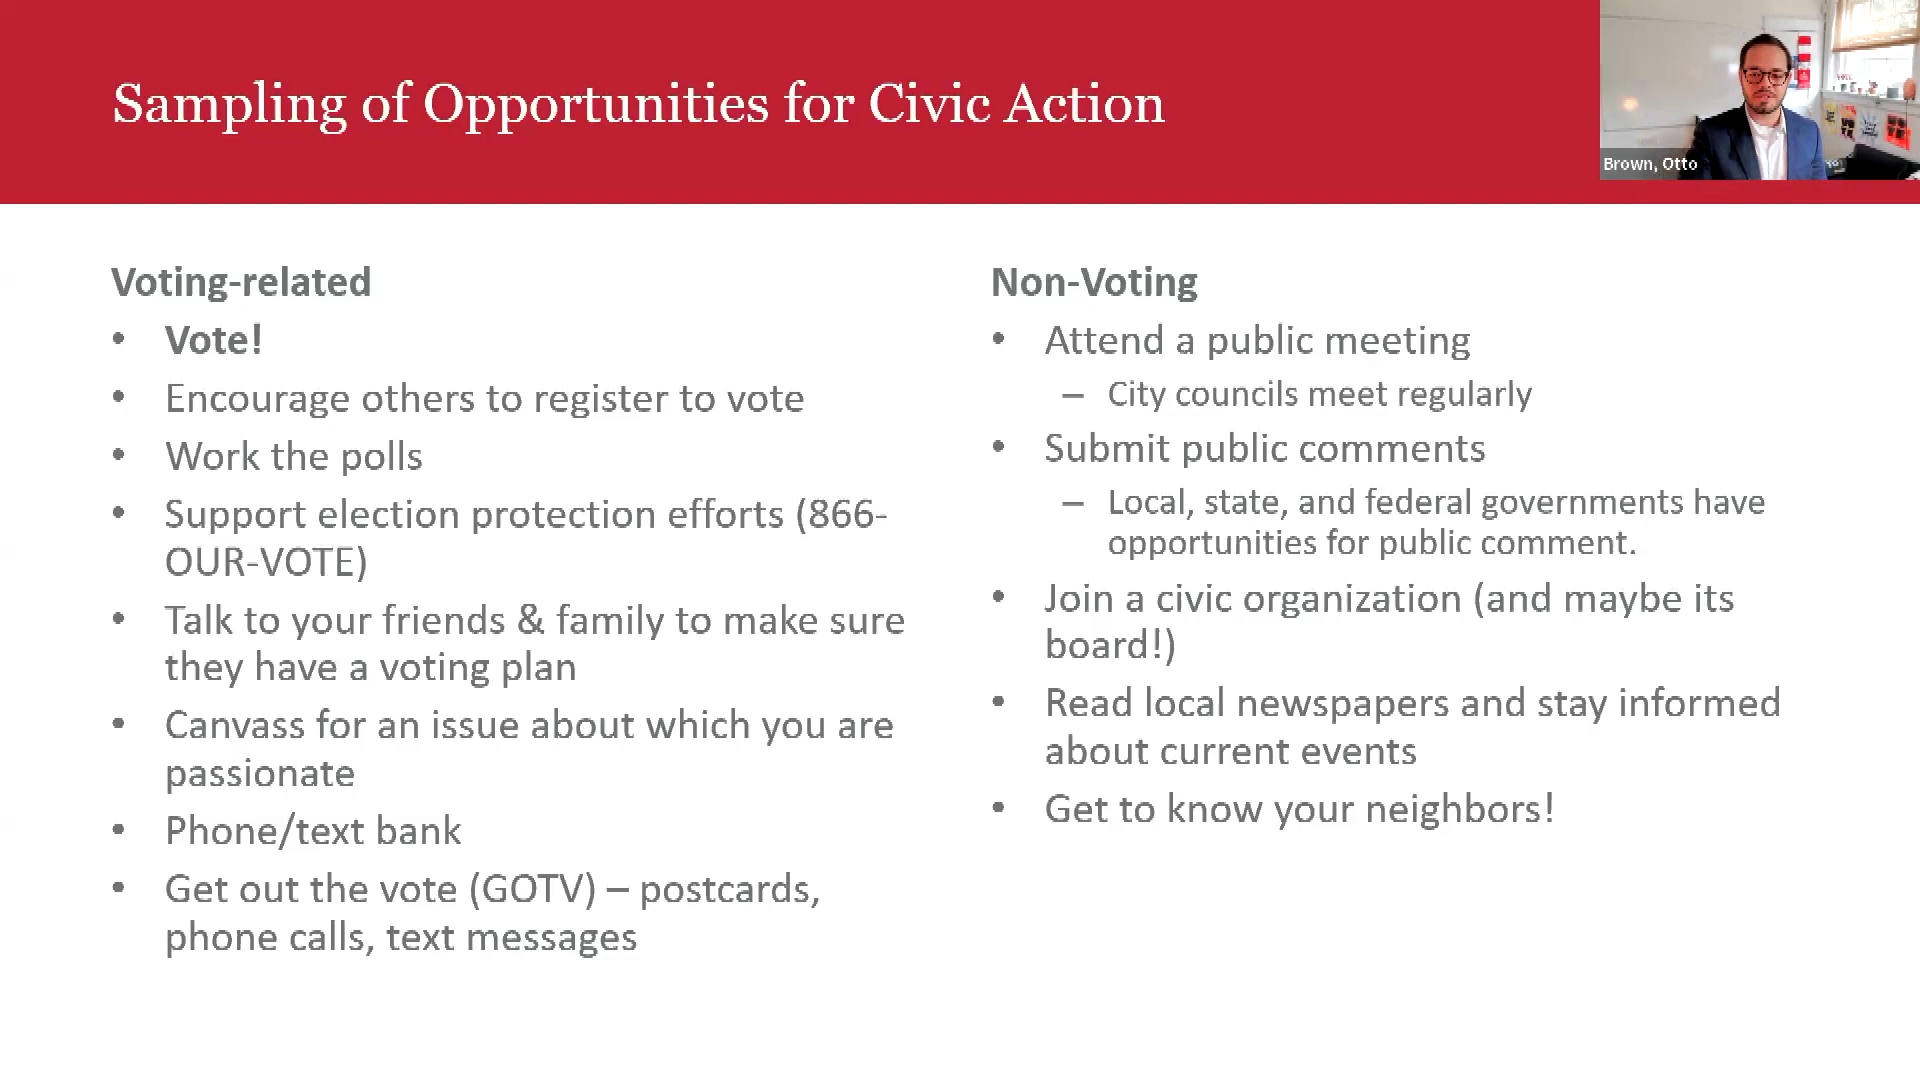 Sampling of Opportunities for Civic Action
Brown, Otto
Voting-related
• Vote!
• Encourage others to register to vote
• Work the polls
• Support election protection efforts (866-
OUR-VOTE)
• Talk to your friends & family to make sure
they have a voting plan
• Canvass for an issue about which you are
passionate
• Phone/text bank
• Get out the vote (GOTV) – postcards,
phone calls, text messages
Non-Voting
• Attend a public meeting
– City councils meet regularly
• Submit public comments
– Local, state, and federal governments have
opportunities for public comment.
• Join a civic organization (and maybe its
board!)
• Read local newspapers and stay informed
about current events
• Get to know your neighbors!